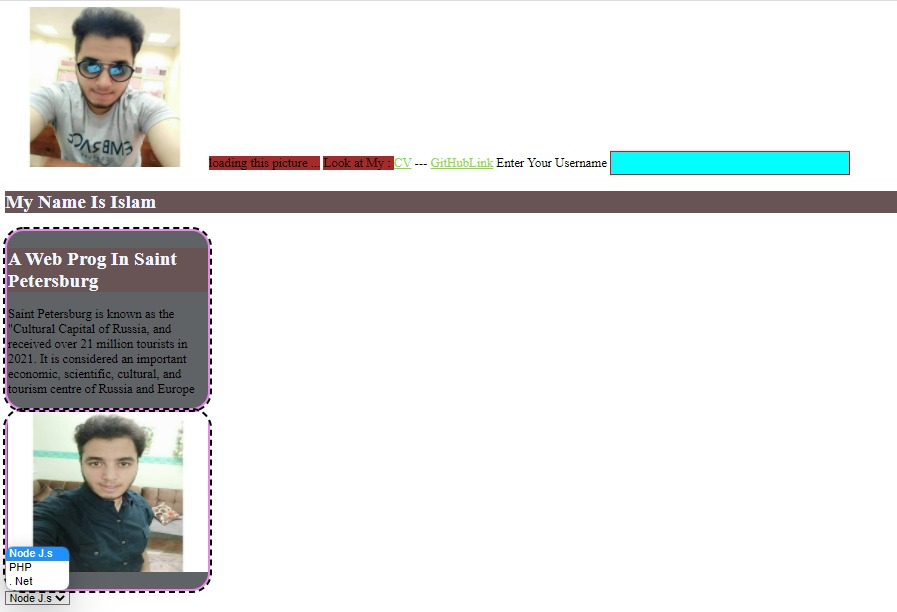 EMBRACE
loading this picture ... Look at My : CV --- GitHubLink Enter Your Username
My Name Is Islam
A Web Prog In Saint
Petersburg
Saint Petersburg is known as the
"Cultural Capital of Russia, and
received over 21 million tourists in
2021. It is considered an important
economic, scientific, cultural, and
tourism centre of Russia and Europe
Node J.s
PHP
. Net
Node J.s